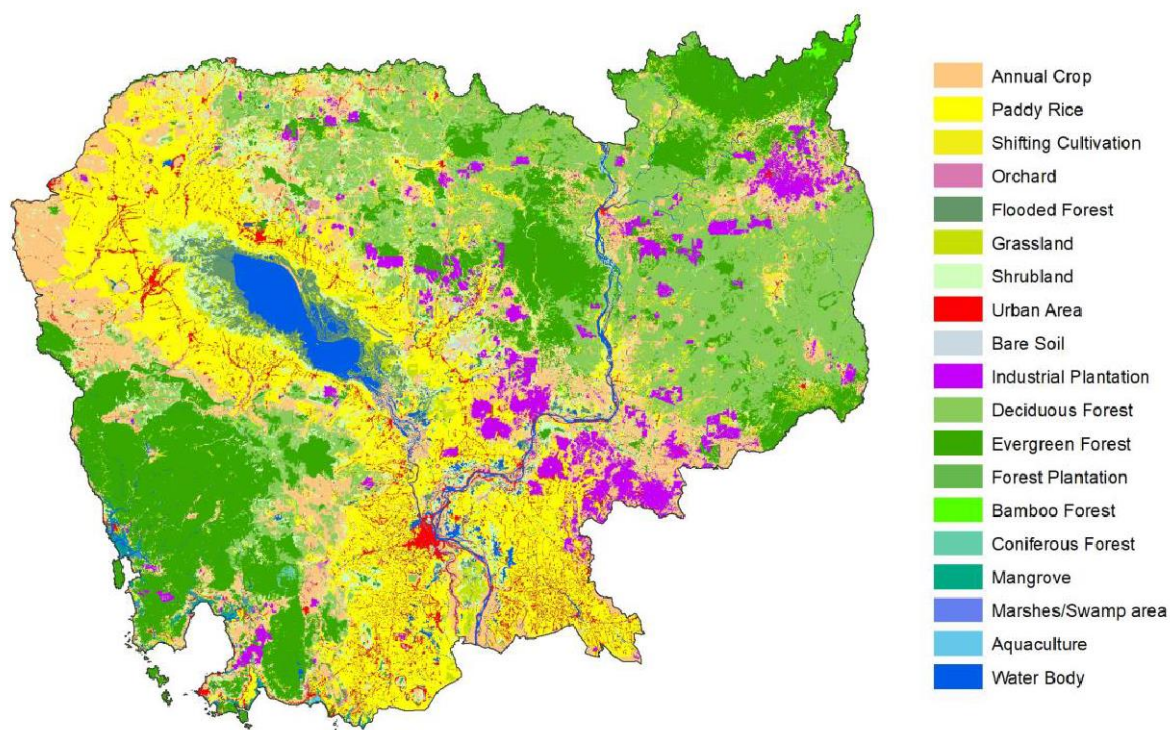 Annual Crop
Paddy Rice
Shifting Cultivation
Orchard
Flooded Forest
Grassland
Shrubland
Urban Area
Bare Soil
Industrial Plantation
Deciduous Forest
Evergreen Forest
Forest Plantation
Bamboo Forest
Coniferous Forest
Mangrove
Marshes/Swamp area
Aquaculture
Water Body